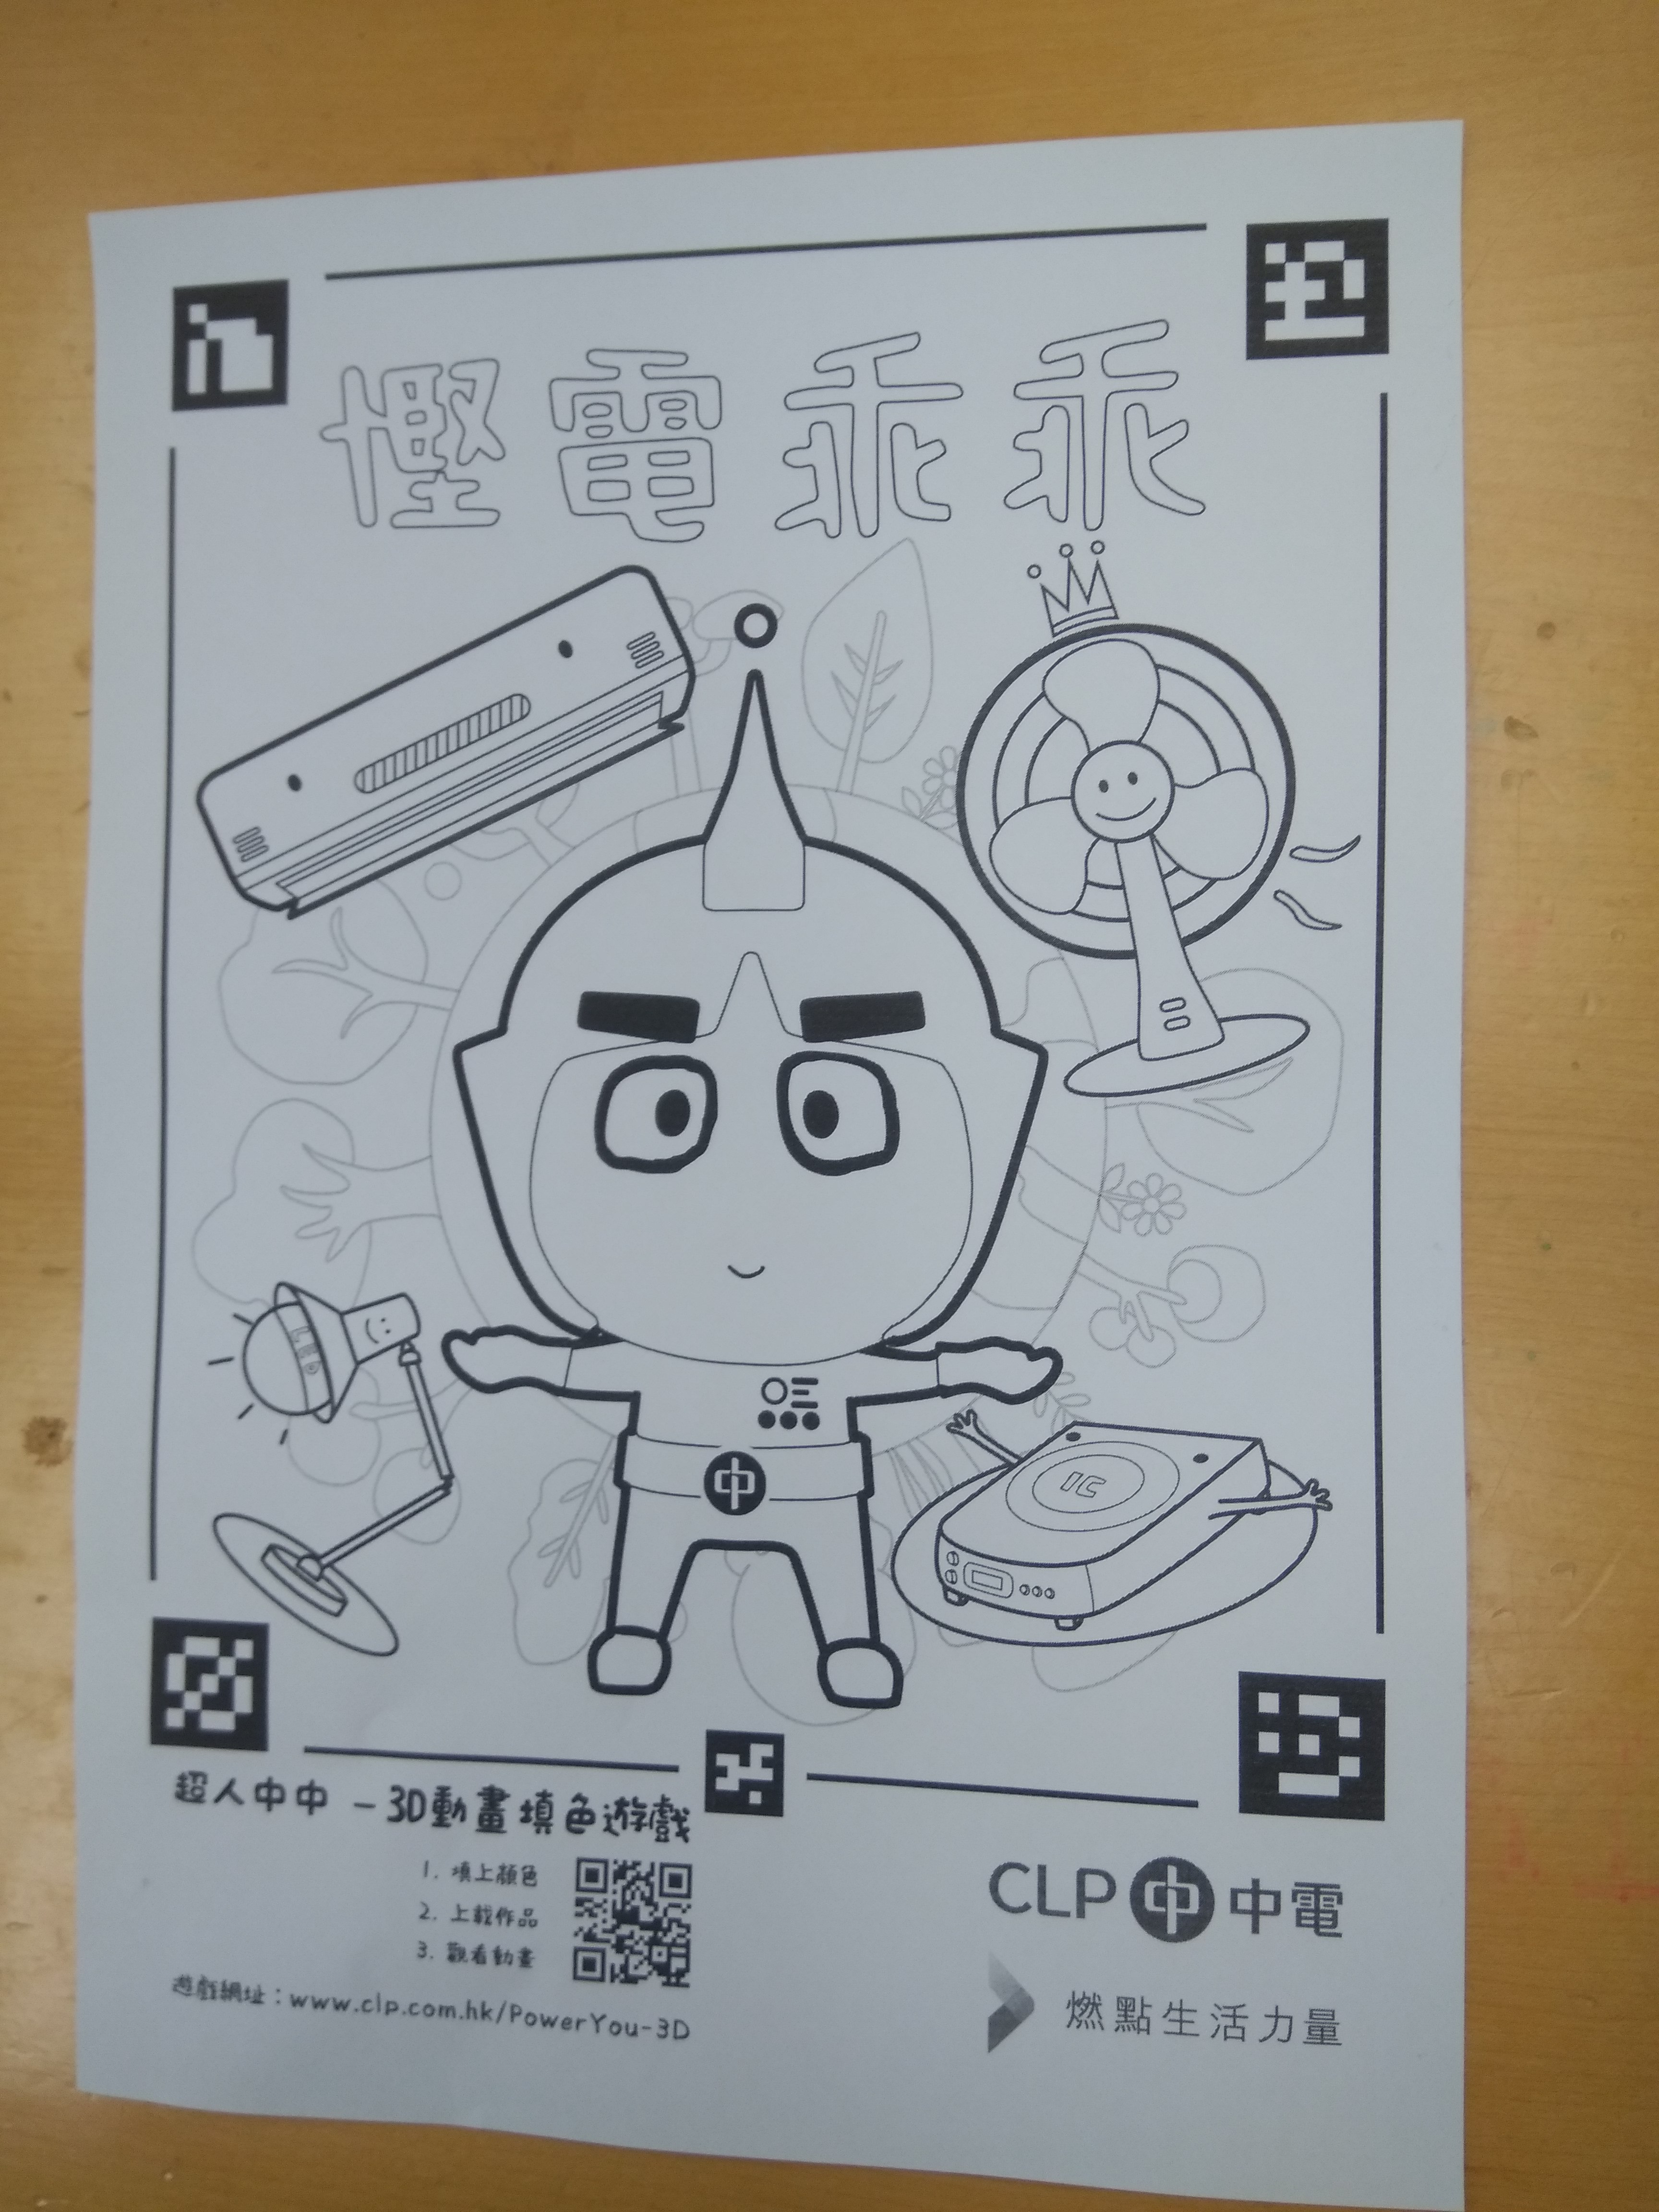 慳電乖乖
LED
IC
超人中中 - 3D動畫填色遊戲
1. 填上顏色
2. 上載作品
3. 觀看動畫
遊戲網址：www.clp.com.hk/PowerYou-3D
CLP 中電
燃點生活力量